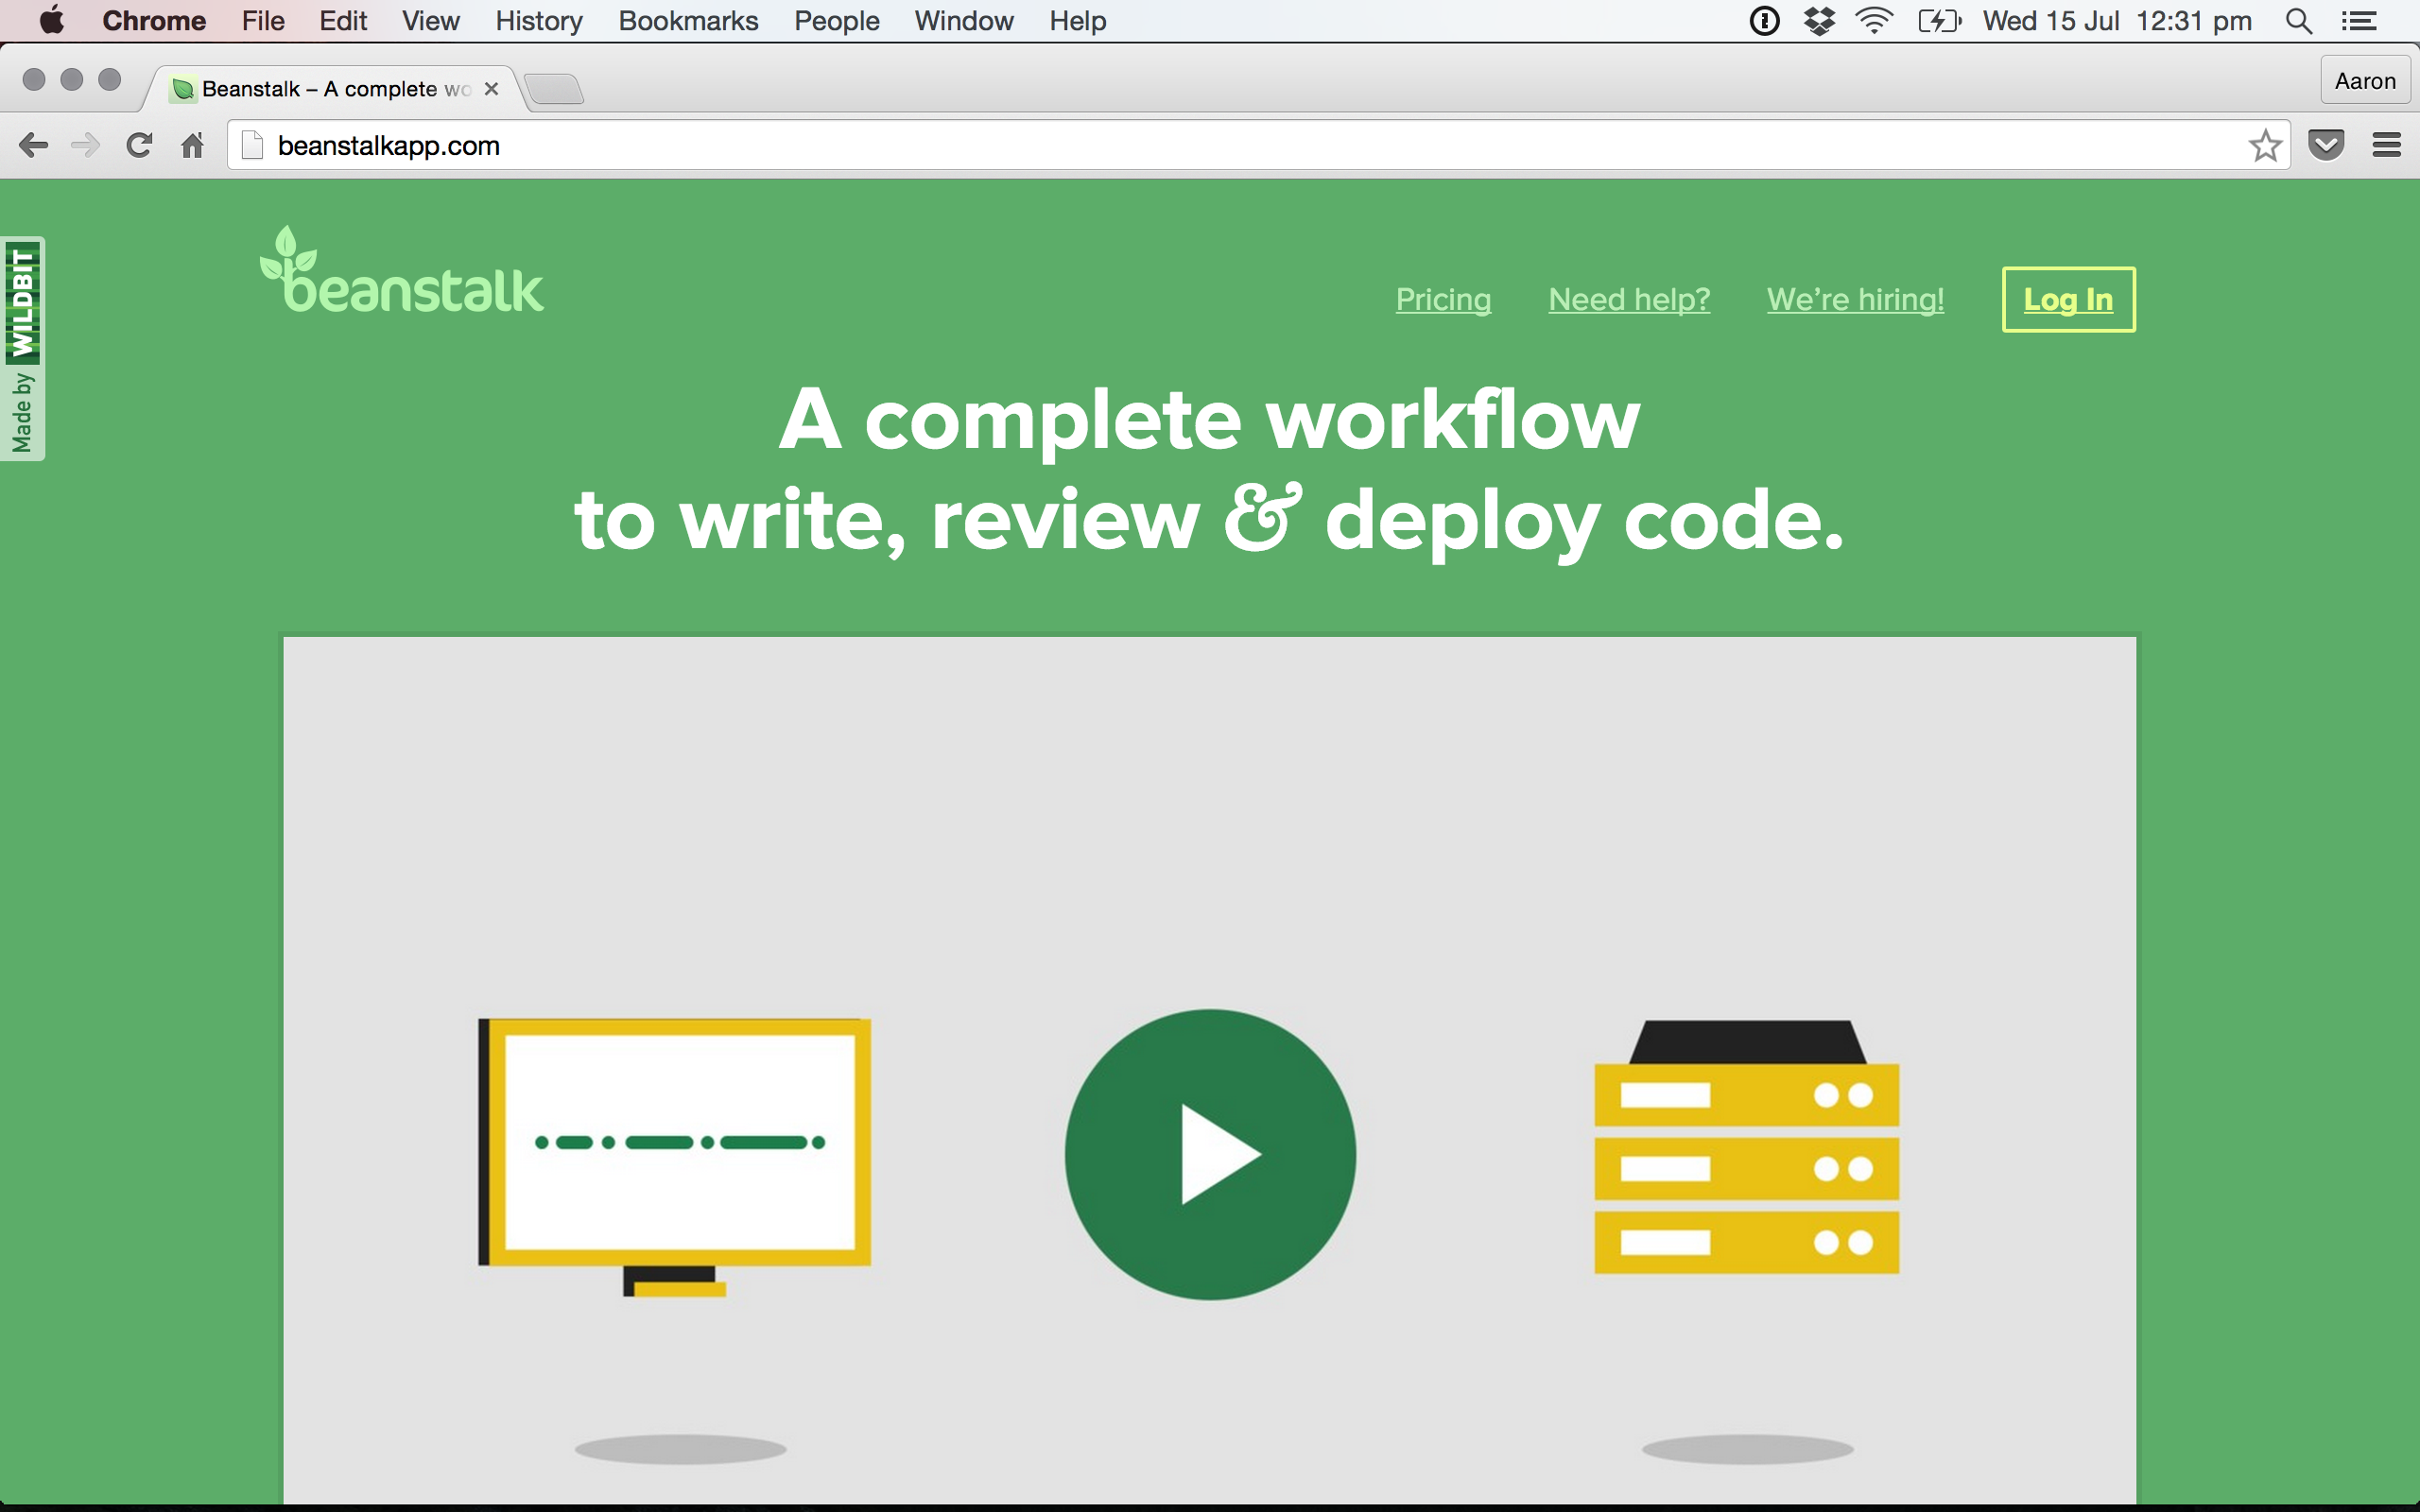 Chrome File Edit View History Bookmarks People Window Help Wed 15 Jul 12:31 pm
Beanstalk – A complete wo Aaron
beanstalkapp.com
Made by WILDBIT
beanstalk
Pricing Need help? We're hiring! Log In
A complete workflow
to write, review & deploy code.